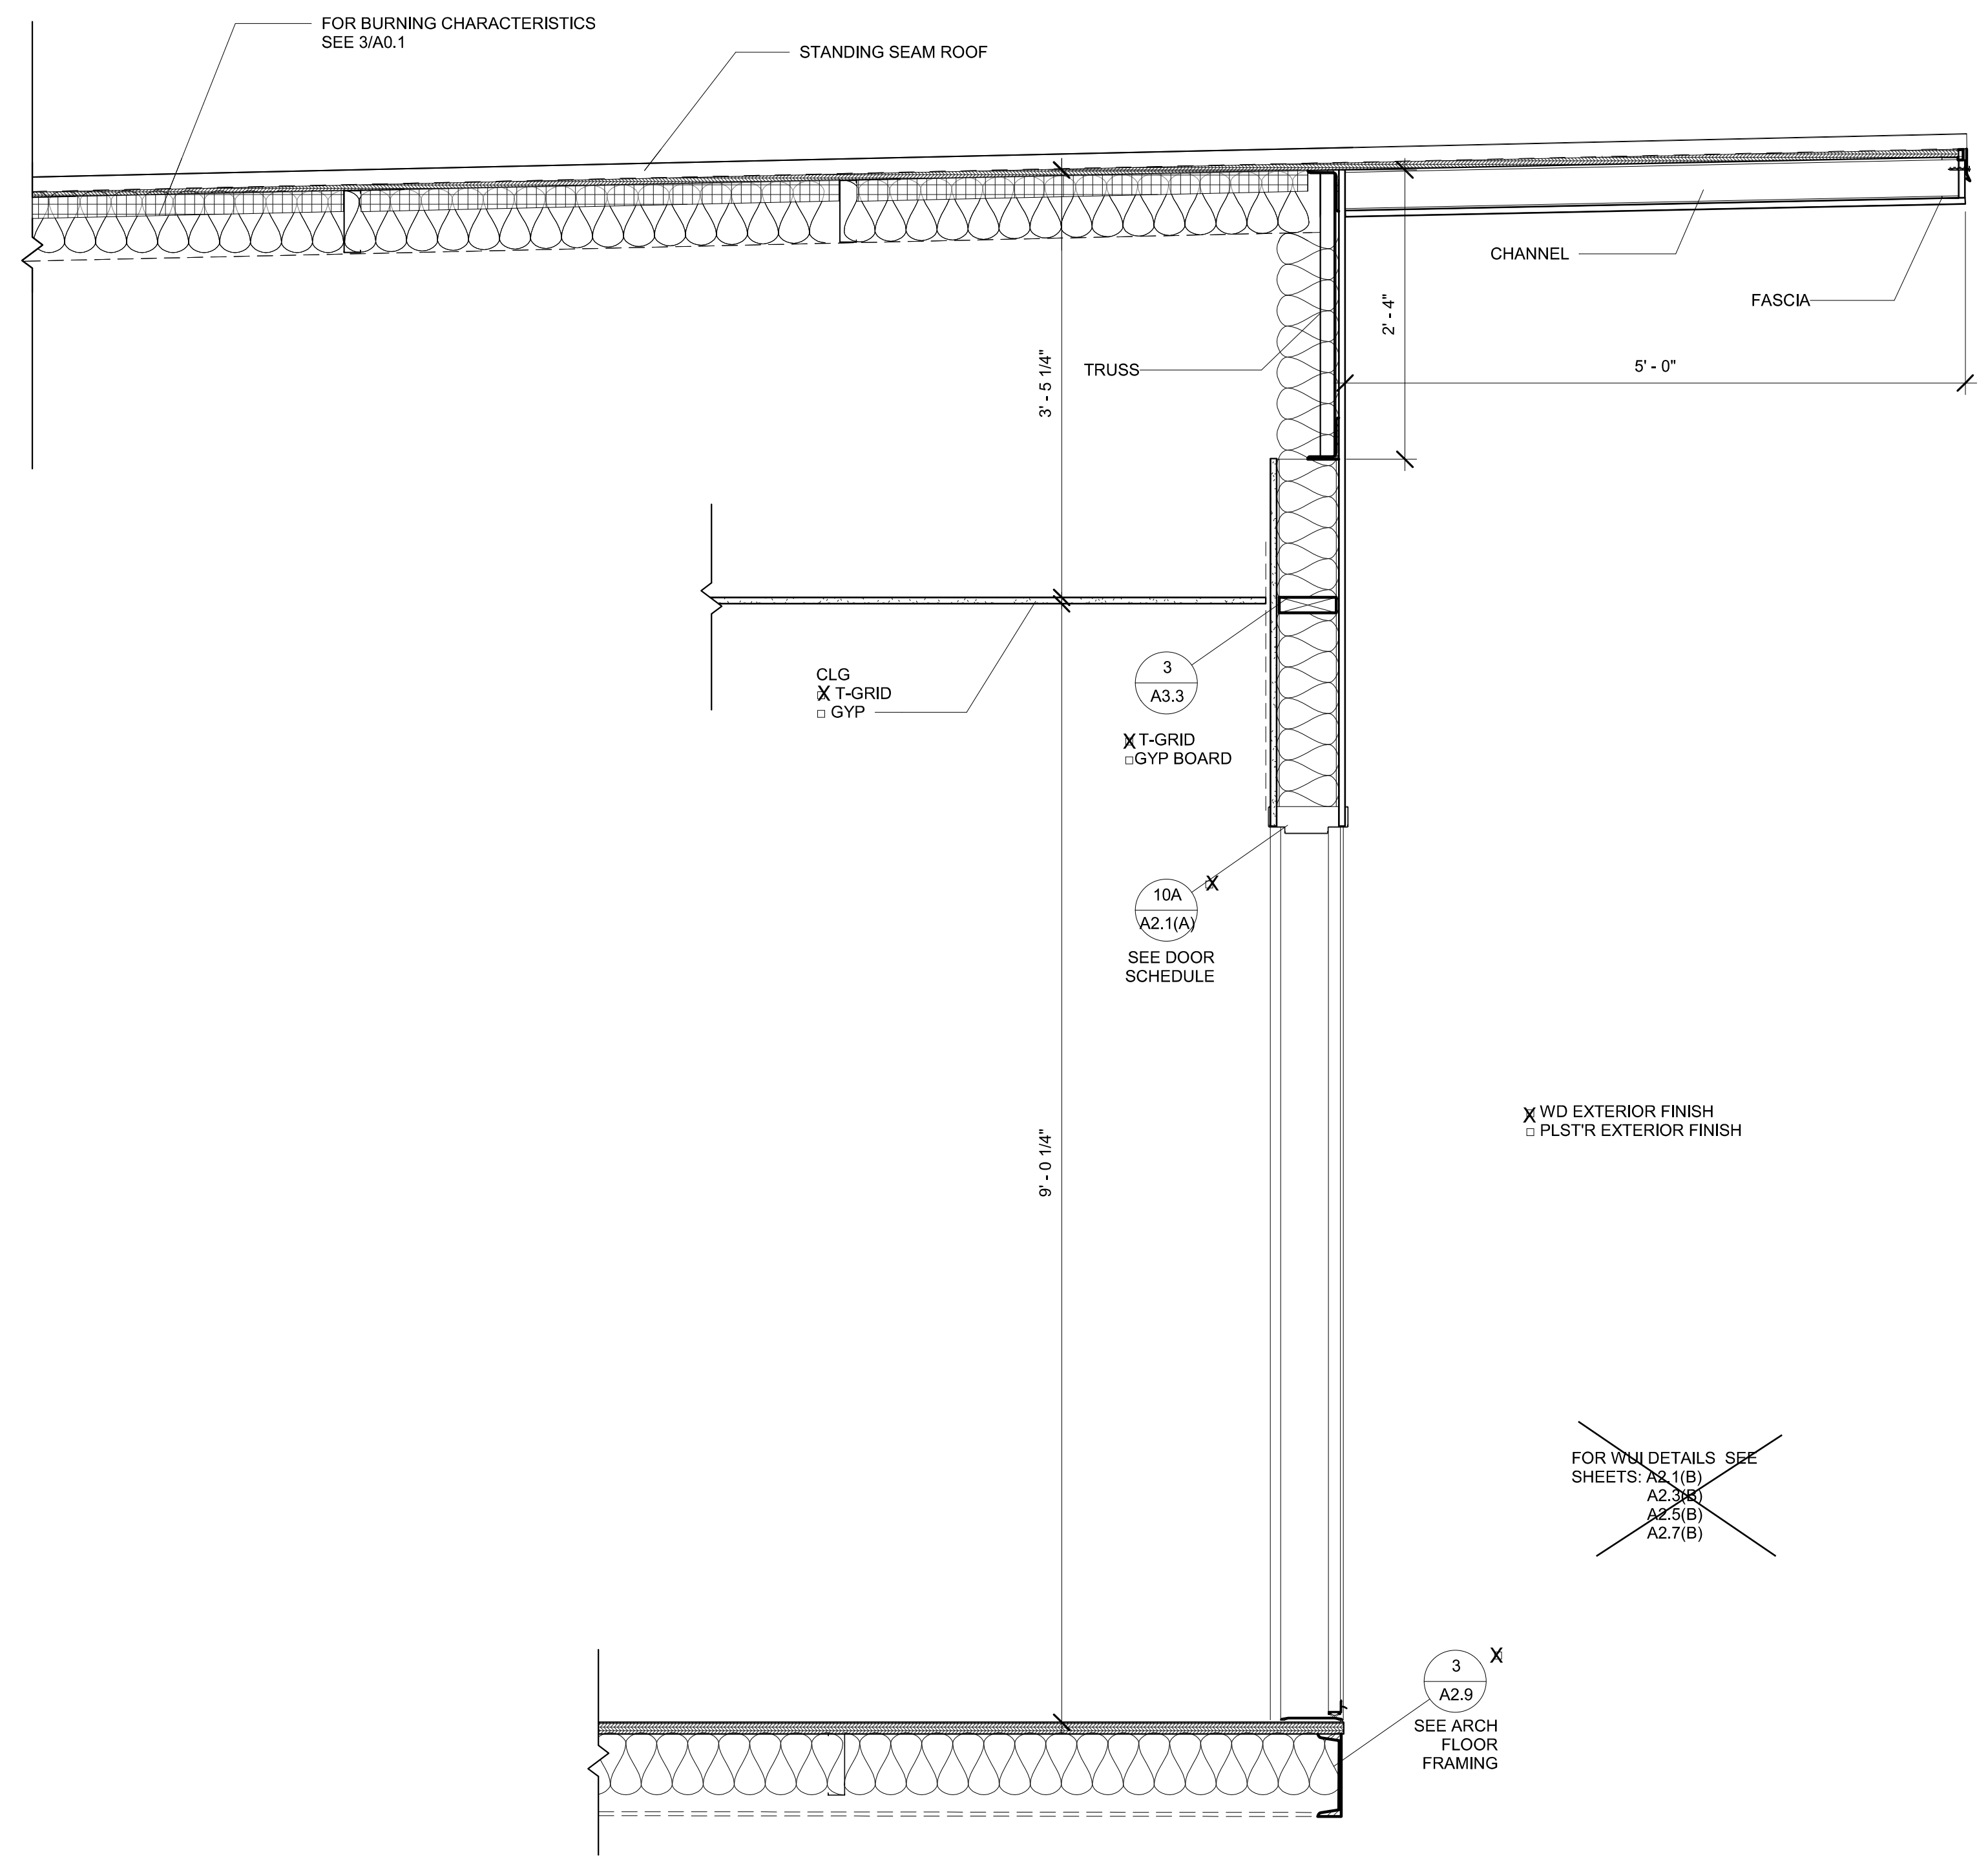 FOR BURNING CHARACTERISTICS
SEE 3/A0.1
STANDING SEAM ROOF
CHANNEL
FASCIA
2' - 4"
5' - 0"
TRUSS
3' - 5 1/4"
CLG
X T-GRID
□ GYP
3
A3.3
X T-GRID
□GYP BOARD
10A
X
A2.1(A)
SEE DOOR
SCHEDULE
9' - 0 1/4"
X WD EXTERIOR FINISH
□ PLST'R EXTERIOR FINISH
FOR WUI DETAILS SEE
SHEETS: A2.1(B)
A2.3(B)
A2.5(B)
A2.7(B)
3
X
A2.9
SEE ARCH
FLOOR
FRAMING